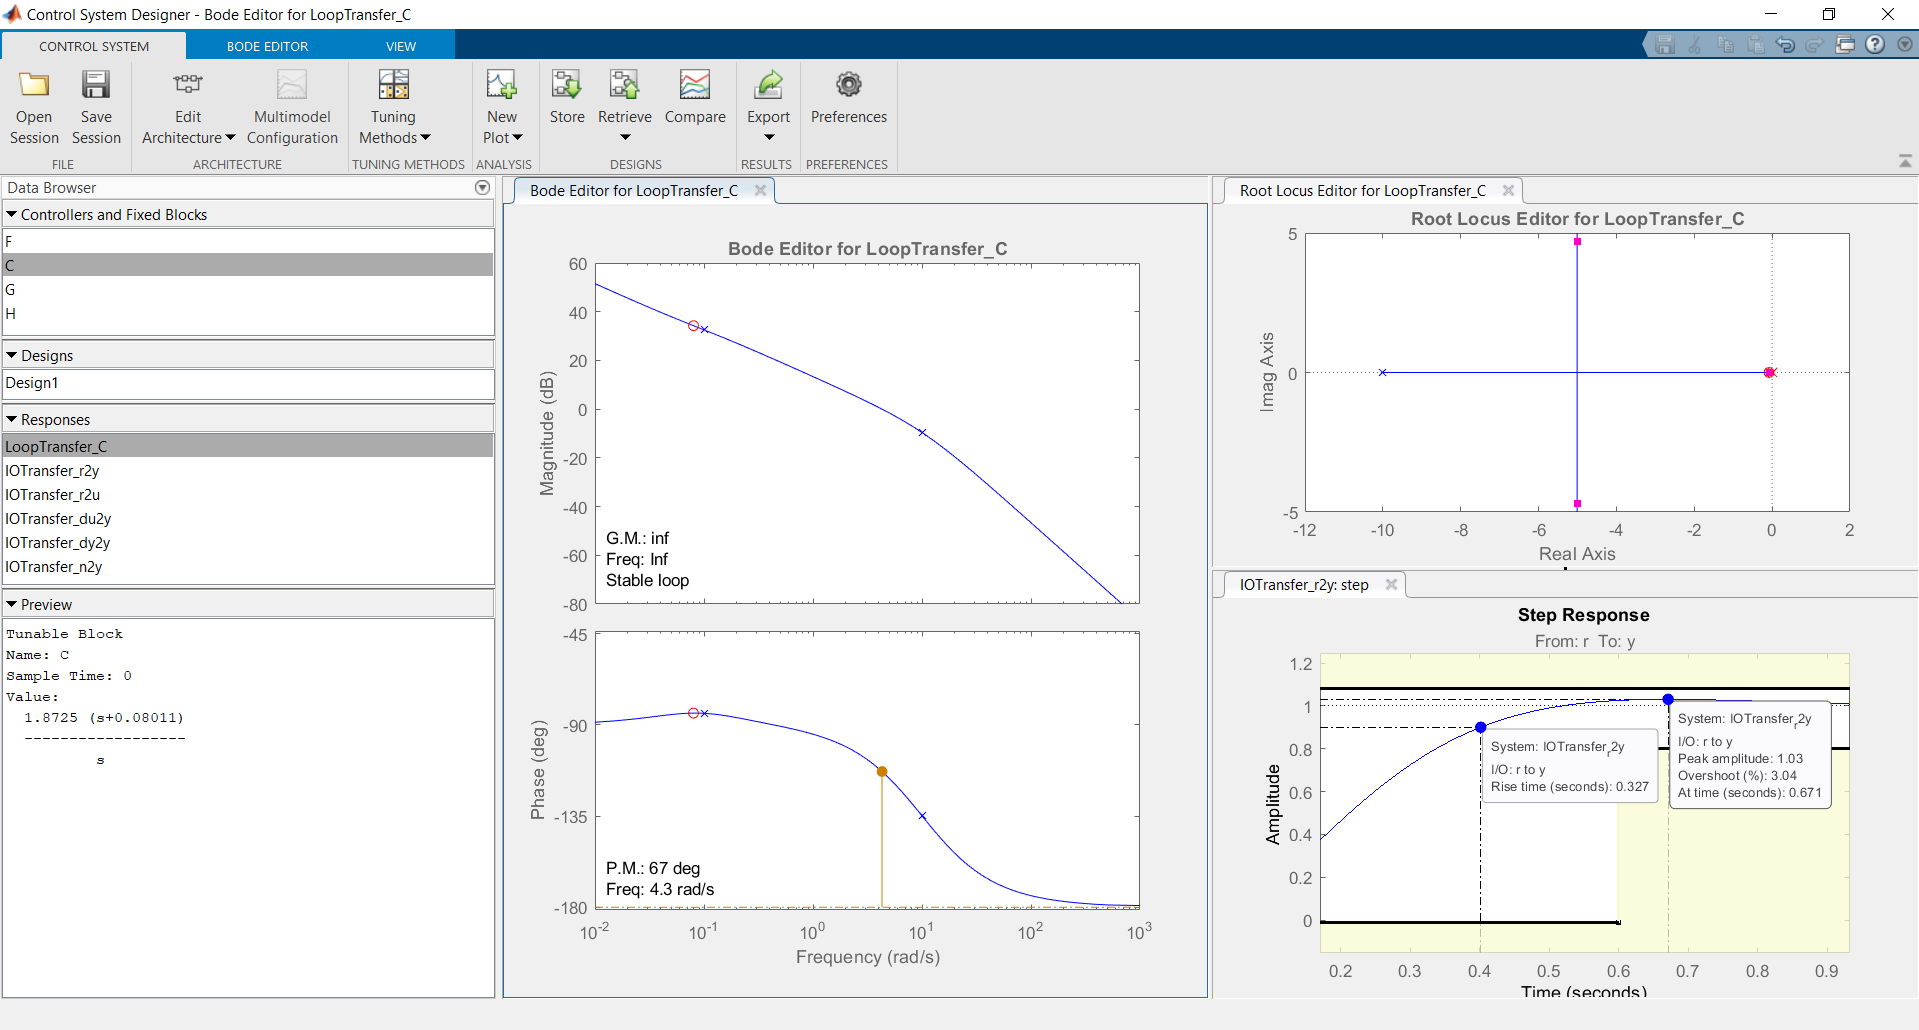 Control System Designer - Bode Editor for LoopTransfer_C
CONTROL SYSTEM
BODE EDITOR
VIEW
Open Session
Save Session
Edit Architecture
Multimodel Configuration
Tuning Methods
New Plot
Store
Retrieve
Compare
Export
Preferences
FILE
ARCHITECTURE
TUNING METHODS
ANALYSIS
DESIGNS
RESULTS
PREFERENCES
Data Browser
Controllers and Fixed Blocks
F
C
G
H
Designs
Design1
Responses
LoopTransfer_C
IOTransfer_r2y
IOTransfer_r2u
IOTransfer_du2y
IOTransfer_dy2y
IOTransfer_n2y
Preview
Tunable Block
Name: C
Sample Time: 0
Value:
1.8725 (s+0.08011)
------------------
s
Bode Editor for LoopTransfer_C
Bode Editor for LoopTransfer_C
60
40
20
0
-20
-40
-60
-80
Magnitude (dB)
G.M.: inf
Freq: Inf
Stable loop
-45
-90
-135
-180
Phase (deg)
P.M.: 67 deg
Freq: 4.3 rad/s
10-2
10-1
100
101
102
103
Frequency (rad/s)
Root Locus Editor for LoopTransfer_C
Root Locus Editor for LoopTransfer_C
5
0
-5
Imag Axis
-12
-10
-8
-6
-4
-2
0
2
Real Axis
IOTransfer_r2y: step
Step Response
From: r To: y
1.2
1
0.8
0.6
0.4
0.2
0
Amplitude
System: IOTransfer_r2y
I/O: r to y
Rise time (seconds): 0.327
System: IOTransfer_r2y
I/O: r to y
Peak amplitude: 1.03
Overshoot (%): 3.04
At time (seconds): 0.671
0.2
0.3
0.4
0.5
0.6
0.7
0.8
0.9
Time (seconds)